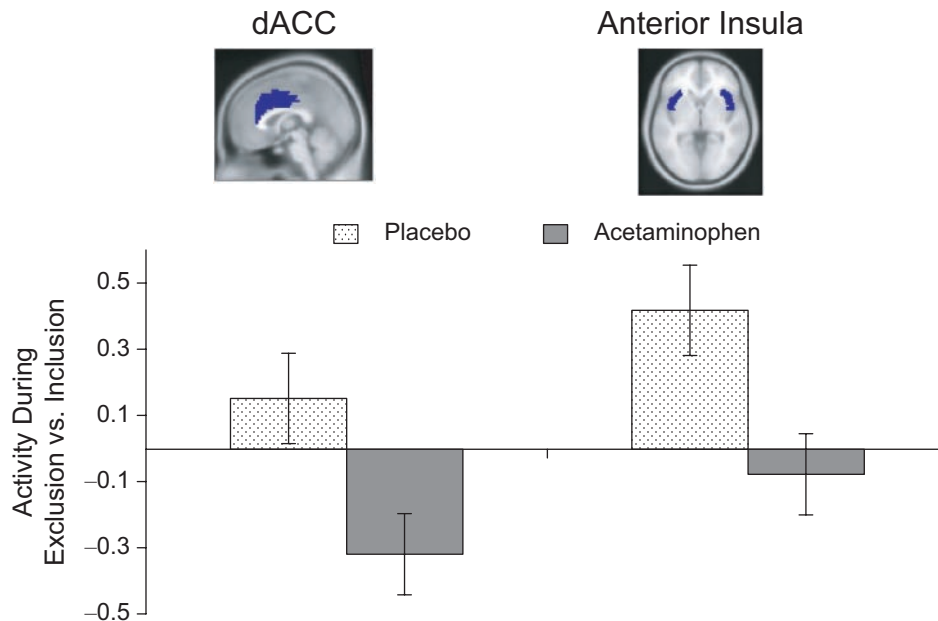 dACC
Anterior Insula
Placebo
Acetaminophen
Activity During
Exclusion vs. Inclusion
0.5
0.3
0.1
–0.1
–0.3
–0.5